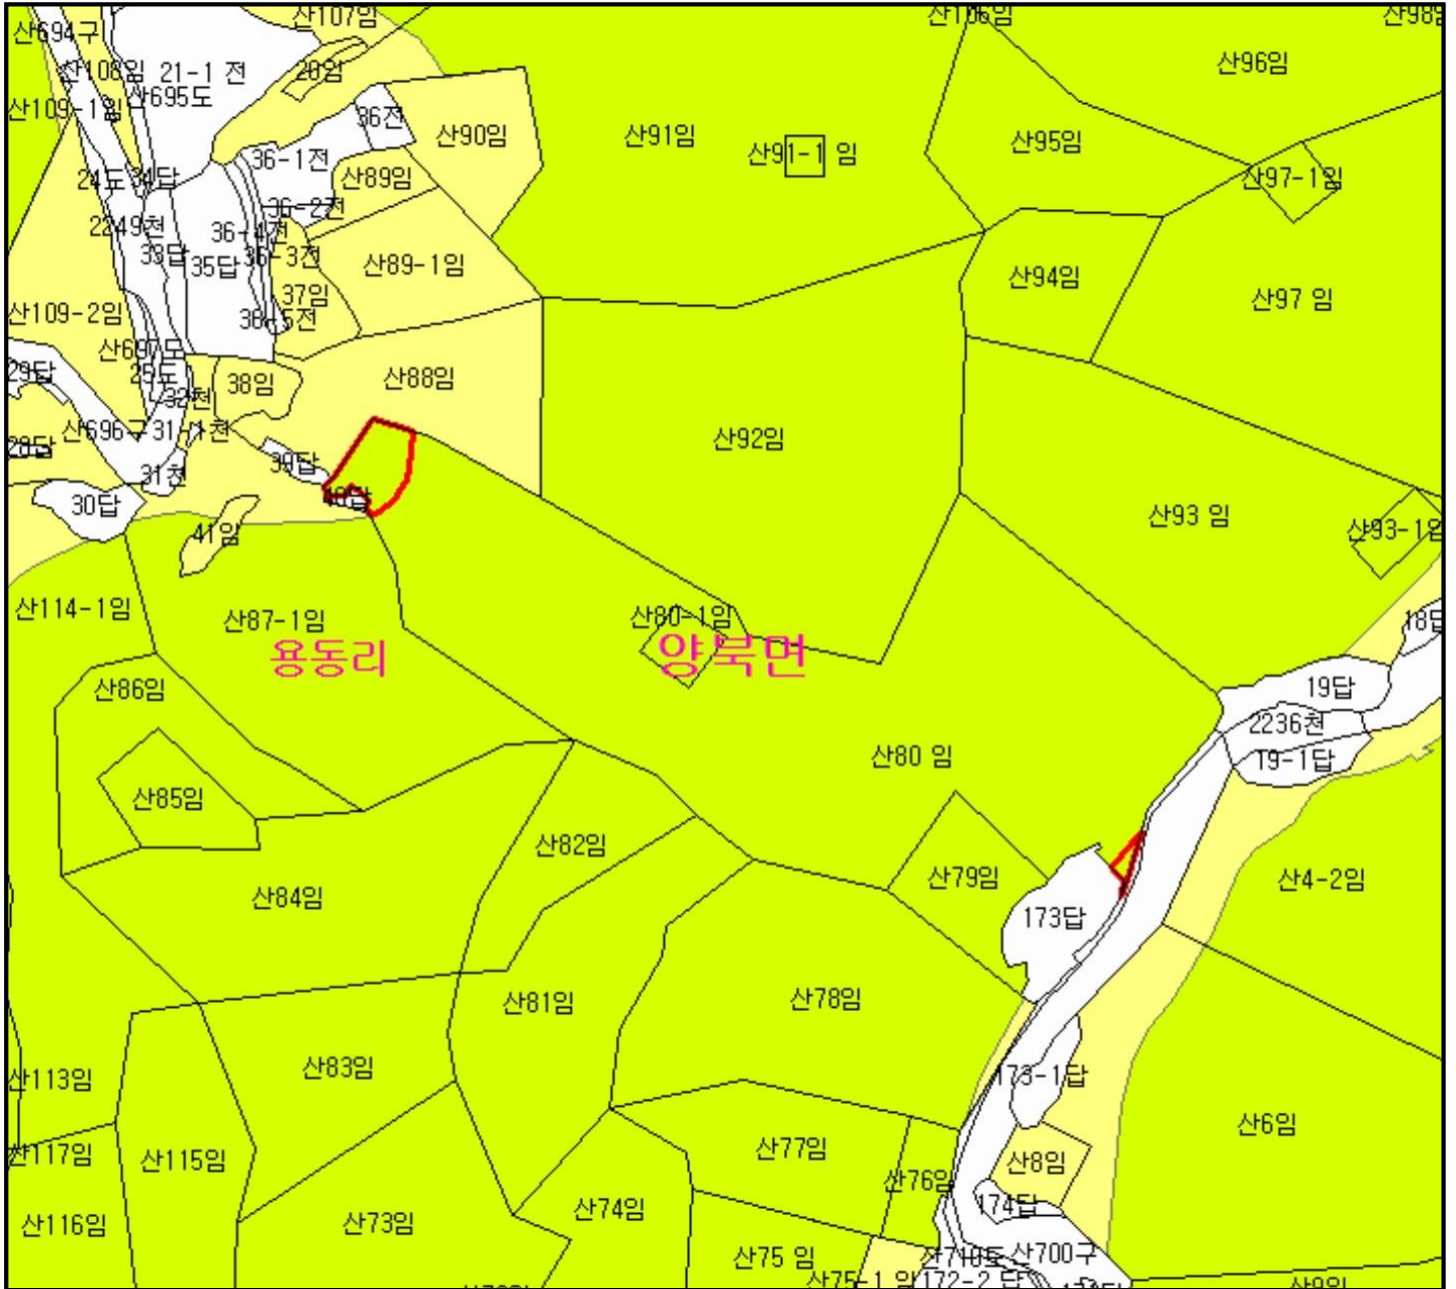 산107임
산106임
산694구
산96임
산108임
21-1 전
20임
산695도
산109-1임
36전
산90임
산91임
산91-1 임
산95임
36-1전
산89임
산97-1임
24도
34답
36-2전
2249천
36-4전
33답
35답
36-3전
산89-1임
산94임
37임
산97 임
산109-2임
36-5전
산697도
29답
25도
38임
산88임
32천
산696구
31-1천
산92임
28답
39답
31천
40답
30답
산93 임
산93-1임
41임
산114-1임
산87-1임
산80-1임
18답
용동리
양북면
산86임
19답
2236천
산80 임
19-1답
산85임
산82임
산79임
산4-2임
산84임
173답
산81임
산78임
산83임
산113임
173-1답
산6임
산77임
산117임
산115임
산8임
산76임
174답
산116임
산73임
산74임
산75 임
산710도
산700구
산75-1 임
172-2 답
산9임